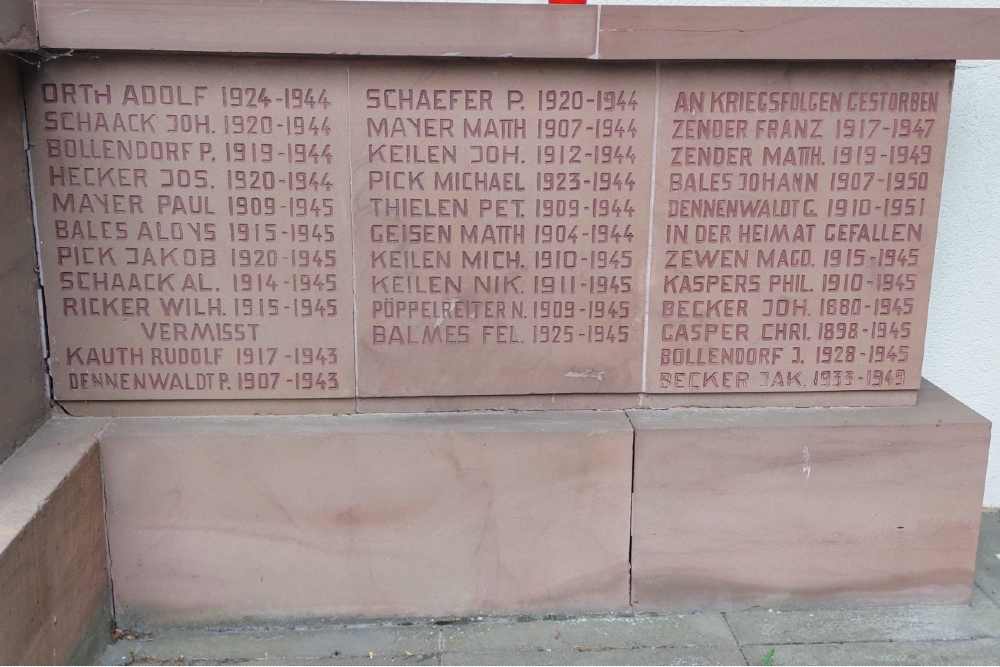 ORTH ADOLF 1924-1944
SCHAACK JOH. 1920-1944
BOLLENDORF P. 1919-1944
HECKER JOS. 1920-1944
MAYER PAUL 1909-1945
BALES ALOYS 1915-1945
PICK JAKOB 1920-1945
SCHAACK AL. 1914-1945
RICKER WILH. 1915-1945
VERMISST
KAUTH RUDOLF 1917-1943
DENNENWALDT P. 1907-1943
SCHAEFER P. 1920-1944
MAYER MATTH 1907-1944
KEILEN JOH. 1912-1944
PICK MICHAEL 1923-1944
THIELEN PET. 1909-1944
GEISEN MATTH 1904-1944
KEILEN MICH. 1910-1945
KEILEN NIK. 1911-1945
PÖPPELREITER N. 1909-1945
BALMES FEL. 1925-1945
AN KRIEGSFOLGEN GESTORBEN
ZENDER FRANZ 1917-1947
ZENDER MATTH. 1919-1949
BALES JOHANN 1907-1950
DENNENWALDT G. 1910-1951
IN DER HEIMAT GEFALLEN
ZEWEN MAGD. 1915-1945
KASPERS PHIL. 1910-1945
BECKER JOH. 1880-1945
CASPER CHRI. 1898-1945
BOLLENDORF J. 1928-1945
BECKER JAK. 1933-1949